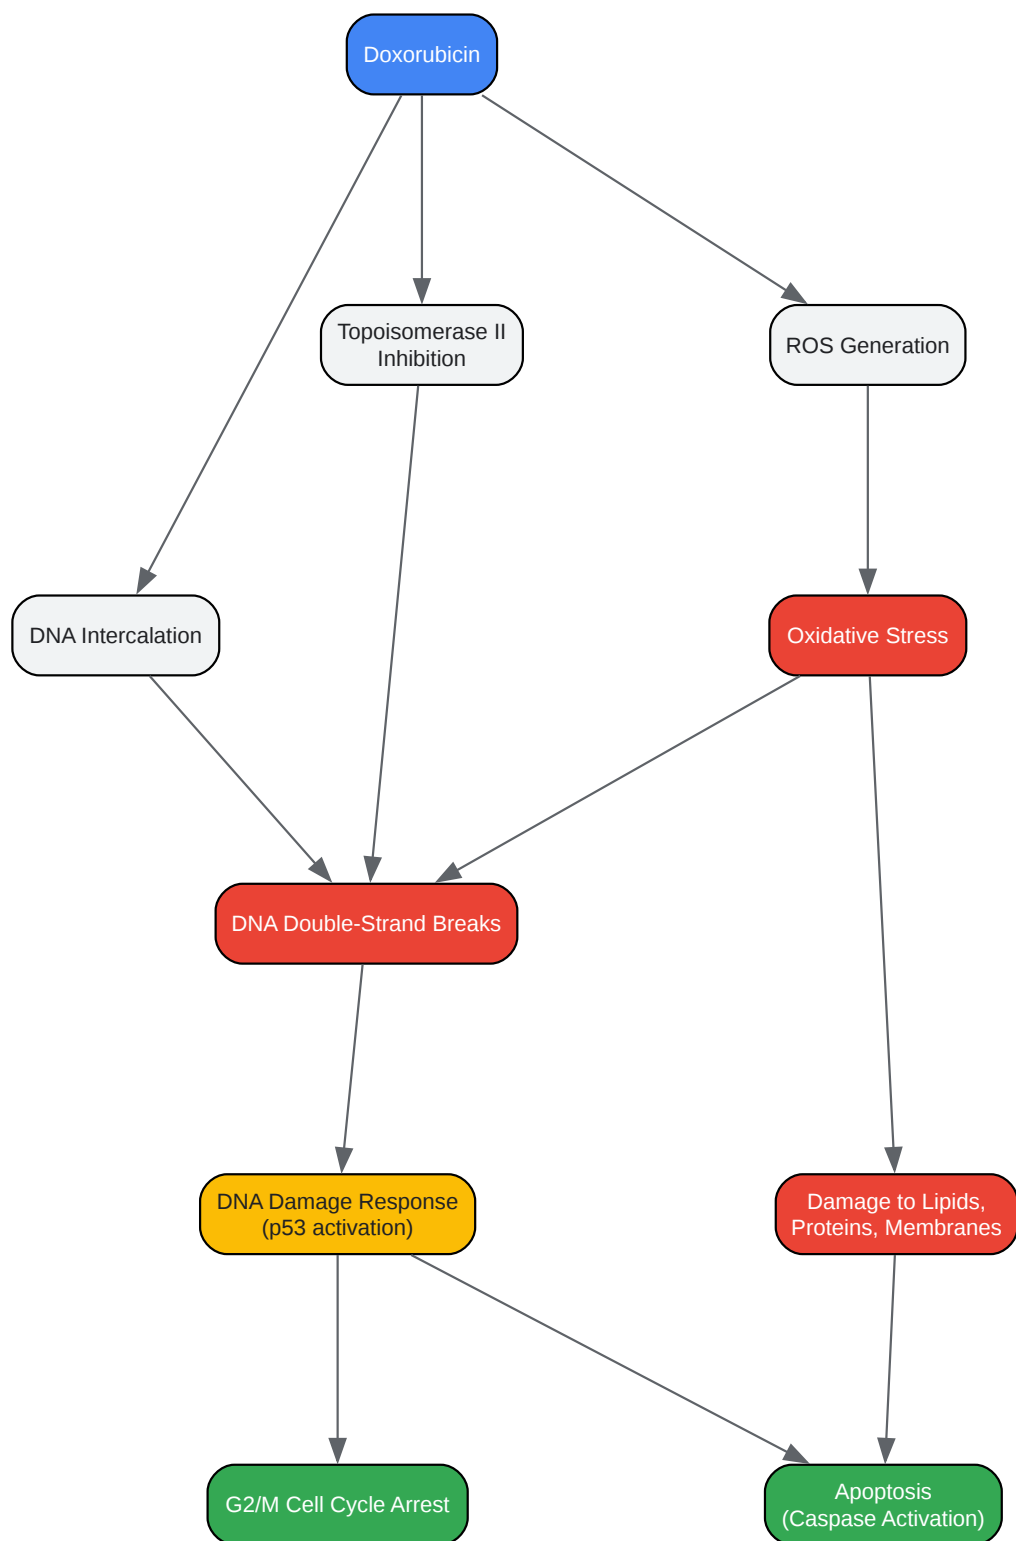 Doxorubicin
Topoisomerase II
Inhibition
ROS Generation
DNA Intercalation
Oxidative Stress
DNA Double-Strand Breaks
DNA Damage Response
(p53 activation)
Damage to Lipids,
Proteins, Membranes
G2/M Cell Cycle Arrest
Apoptosis
(Caspase Activation)